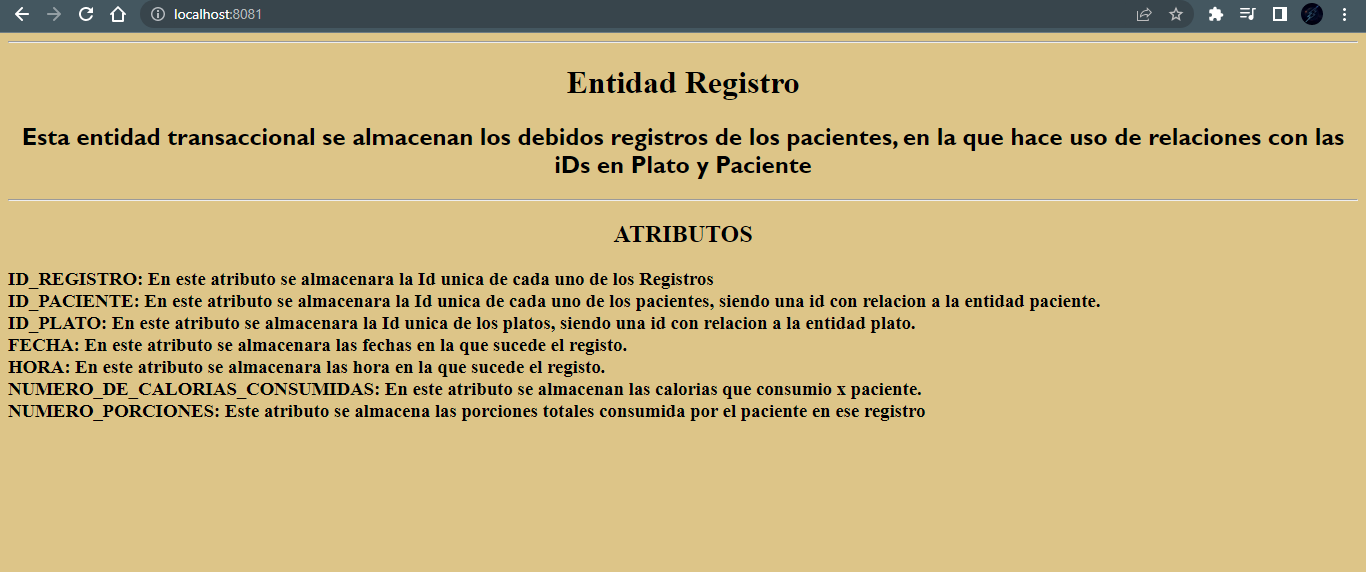 localhost:8081
Entidad Registro
Esta entidad transaccional se almacenan los debidos registros de los pacientes, en la que hace uso de relaciones con las
iDs en Plato y Paciente
ATRIBUTOS
ID_REGISTRO: En este atributo se almacenara la Id unica de cada uno de los Registros
ID_PACIENTE: En este atributo se almacenara la Id unica de cada uno de los pacientes, siendo una id con relacion a la entidad paciente.
ID_PLATO: En este atributo se almacenara la Id unica de los platos, siendo una id con relacion a la entidad plato.
FECHA: En este atributo se almacenara las fechas en la que sucede el registo.
HORA: En este atributo se almacenara las hora en la que sucede el registo.
NUMERO_DE_CALORIAS_CONSUMIDAS: En este atributo se almacenan las calorias que consumio x paciente.
NUMERO_PORCIONES: Este atributo se almacena las porciones totales consumida por el paciente en ese registro